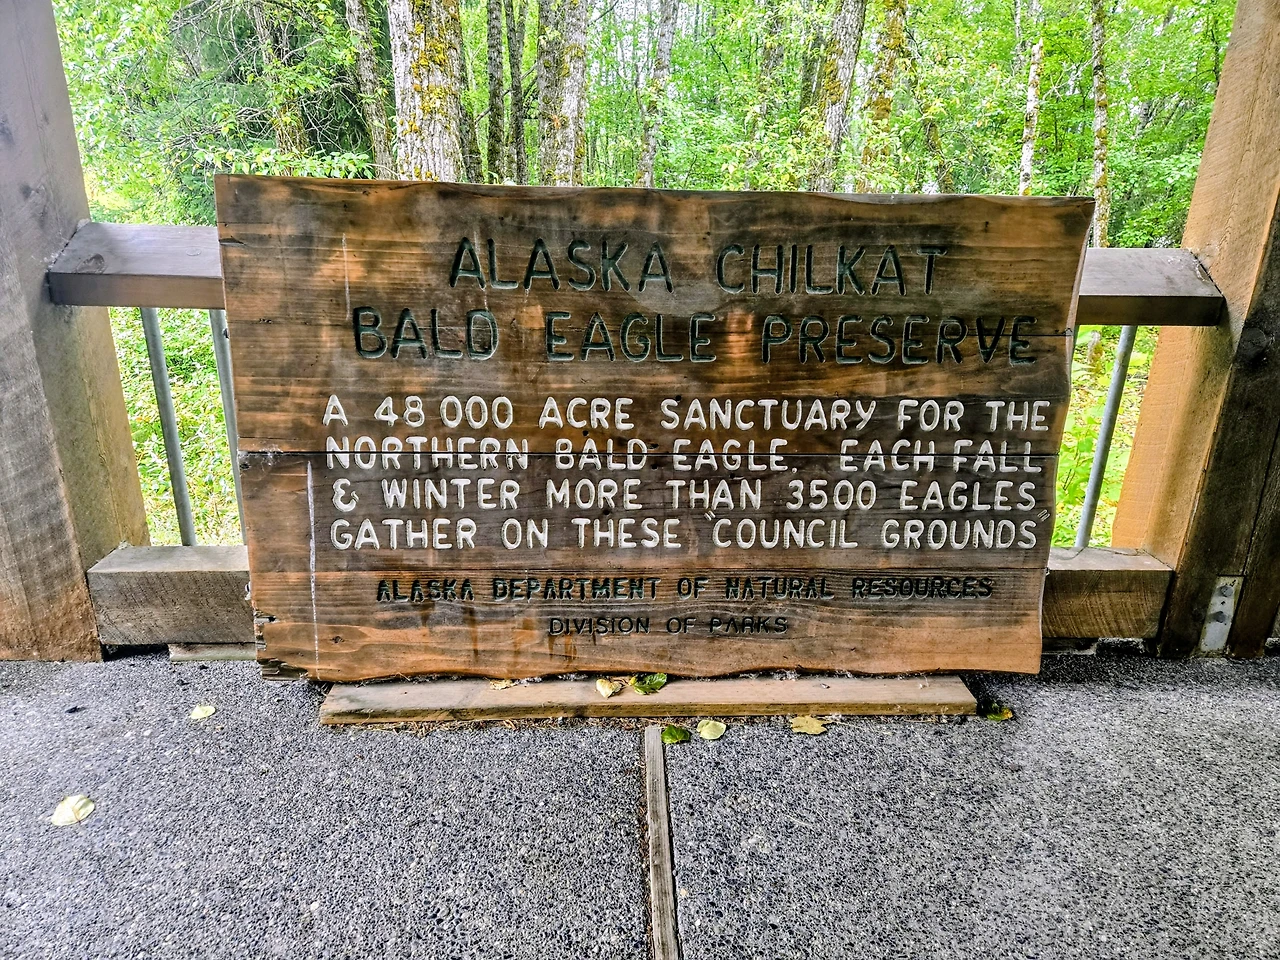 ALASKA CHILKAT
BALD EAGLE PRESERVE
A 48 000 ACRE SANCTUARY FOR THE
NORTHERN BALD EAGLE. EACH FALL
& WINTER MORE THAN 3500 EAGLES
GATHER ON THESE "COUNCIL GROUNDS"
ALASKA DEPARTMENT OF NATURAL RESOURCES
DIVISION OF PARKS